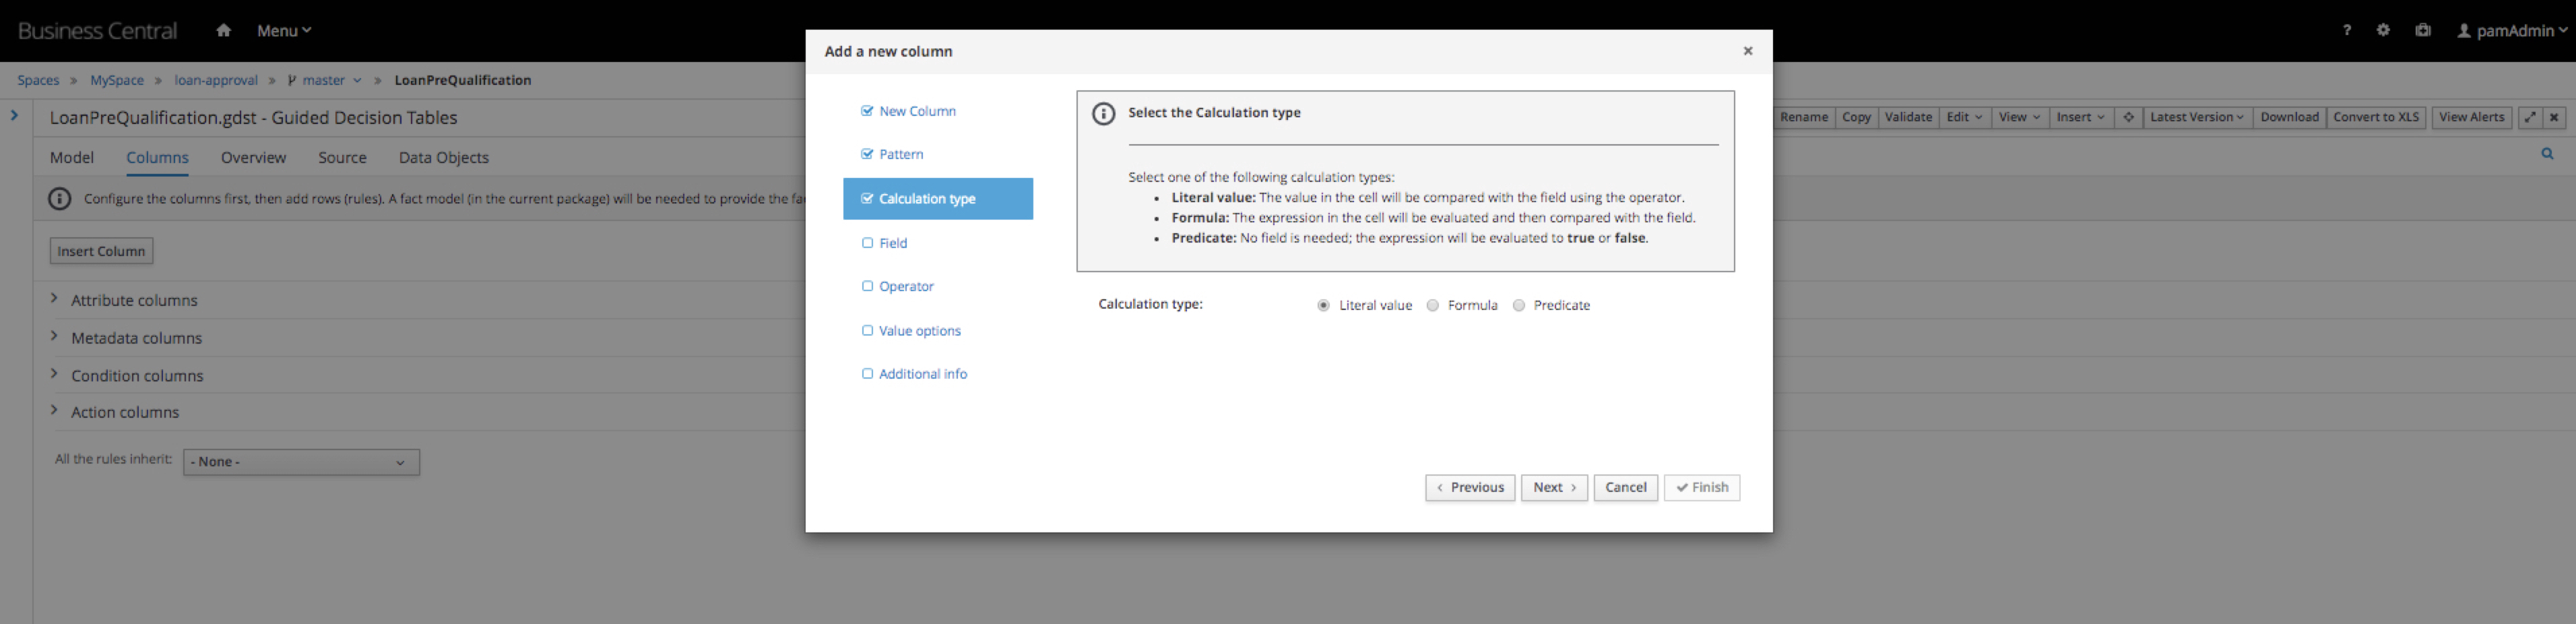 Business Central Menu ? pamAdmin
Add a new column ×
Spaces » MySpace » loan-approval » master » LoanPreQualification
LoanPreQualification.gdst - Guided Decision Tables
Rename Copy Validate Edit View Insert Latest Version Download Convert to XLS View Alerts
Model Columns Overview Source Data Objects
Configure the columns first, then add rows (rules). A fact model (in the current package) will be needed to provide the
Insert Column
Attribute columns
Metadata columns
Condition columns
Action columns
All the rules inherit: - None -
New Column
Pattern
Calculation type
Field
Operator
Value options
Additional info
Select the Calculation type
Select one of the following calculation types:
• Literal value: The value in the cell will be compared with the field using the operator.
• Formula: The expression in the cell will be evaluated and then compared with the field.
• Predicate: No field is needed; the expression will be evaluated to true or false.
Calculation type: Literal value Formula Predicate
< Previous Next > Cancel Finish